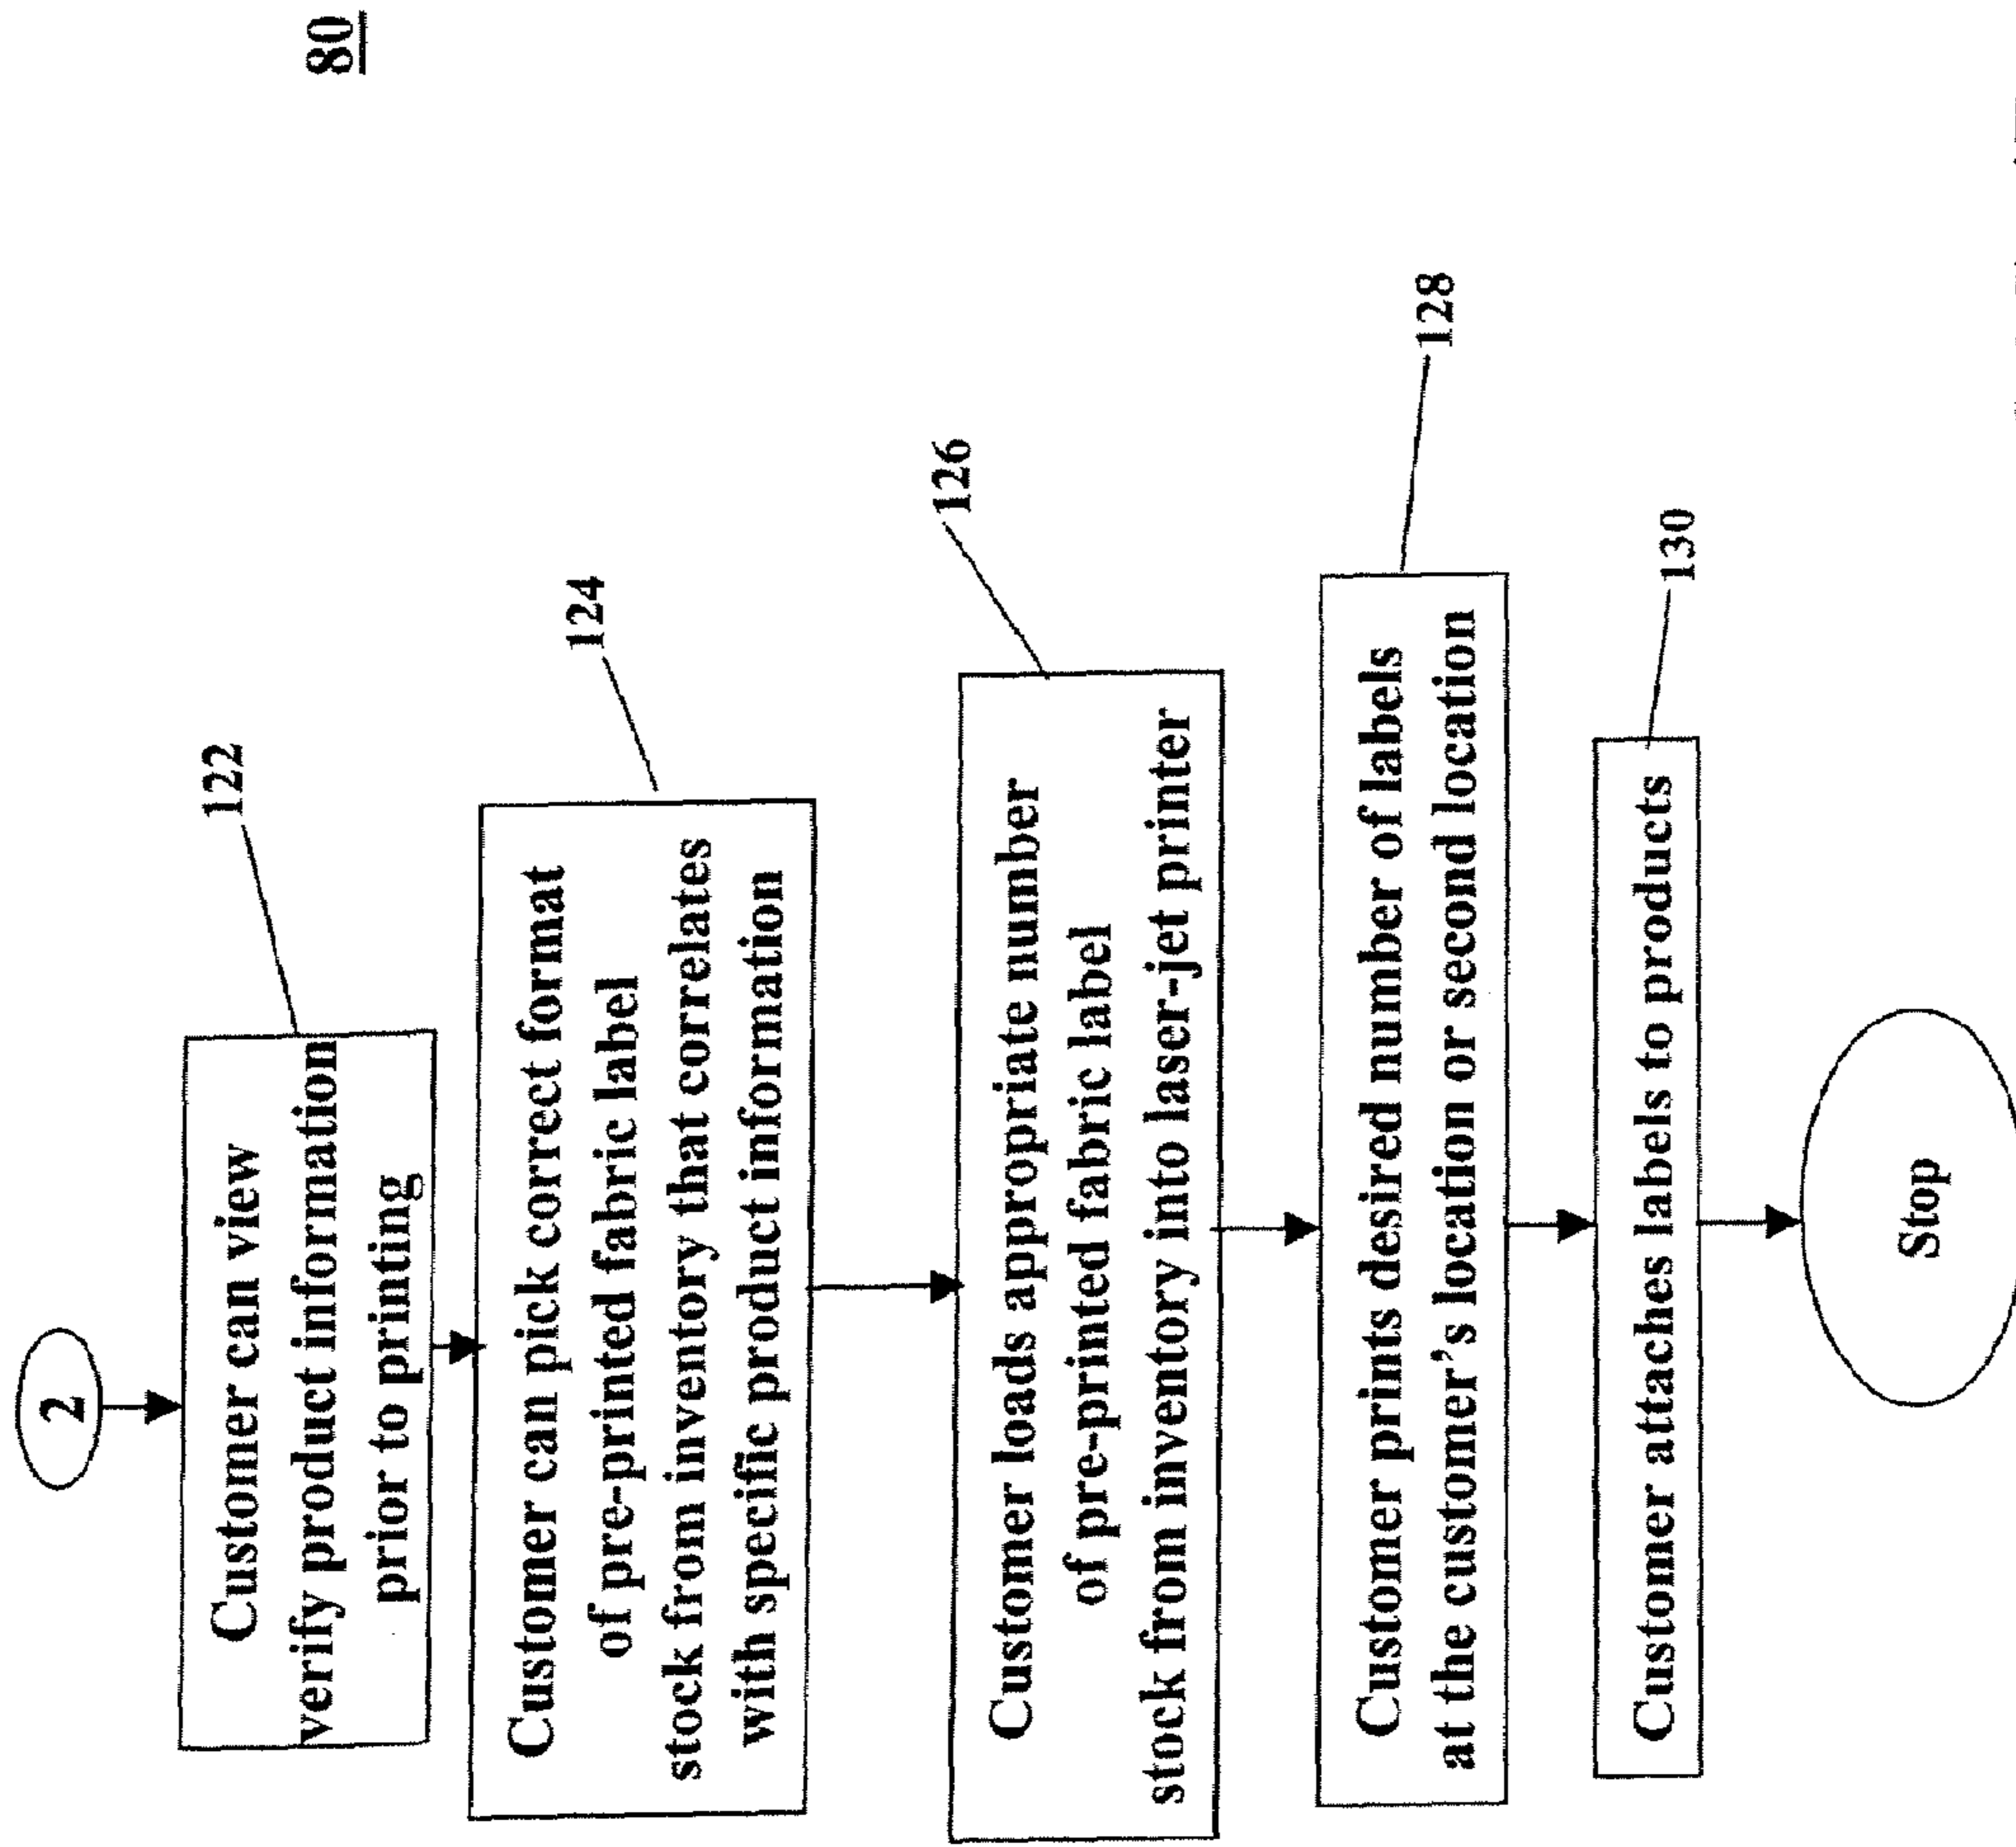 80
2
Customer can view
verify product information
prior to printing
122
Customer can pick correct format
of pre-printed fabric label
stock from inventory that correlates
with specific product information
124
Customer loads appropriate number
of pre-printed fabric label
stock from inventory into laser-jet printer
126
Customer prints desired number of labels
at the customer's location or second location
128
Customer attaches labels to products
130
Stop